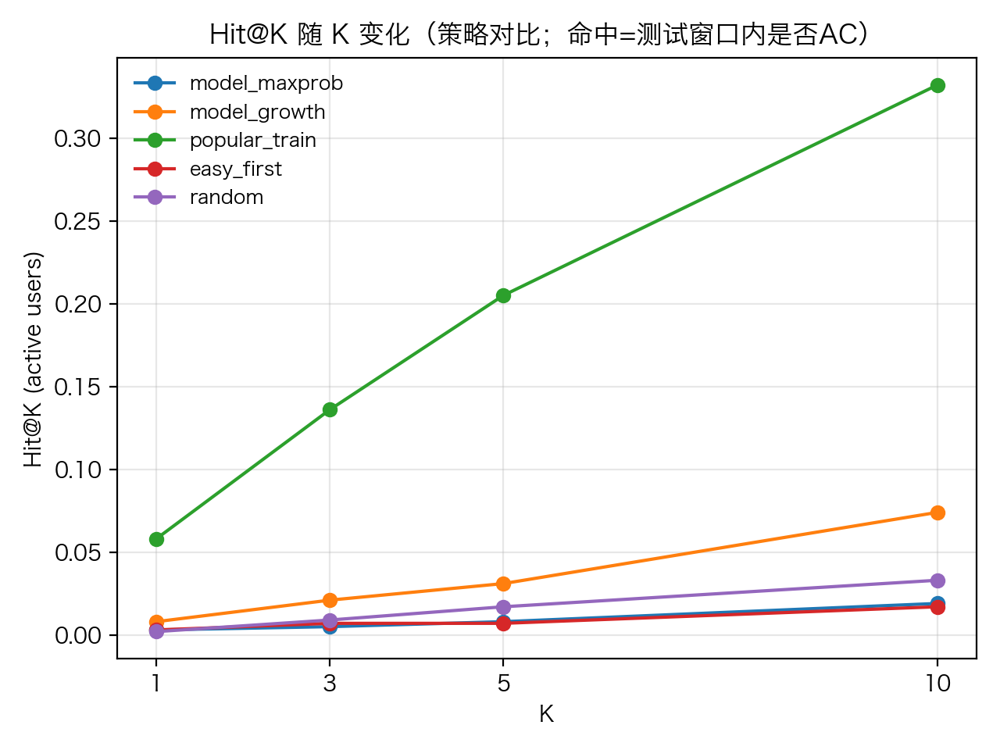 Hit@K 随 K 变化（策略对比；命中=测试窗口内是否AC）
model_maxprob
model_growth
popular_train
easy_first
random
Hit@K (active users)
0.30
0.25
0.20
0.15
0.10
0.05
0.00
1 3 5 10
K